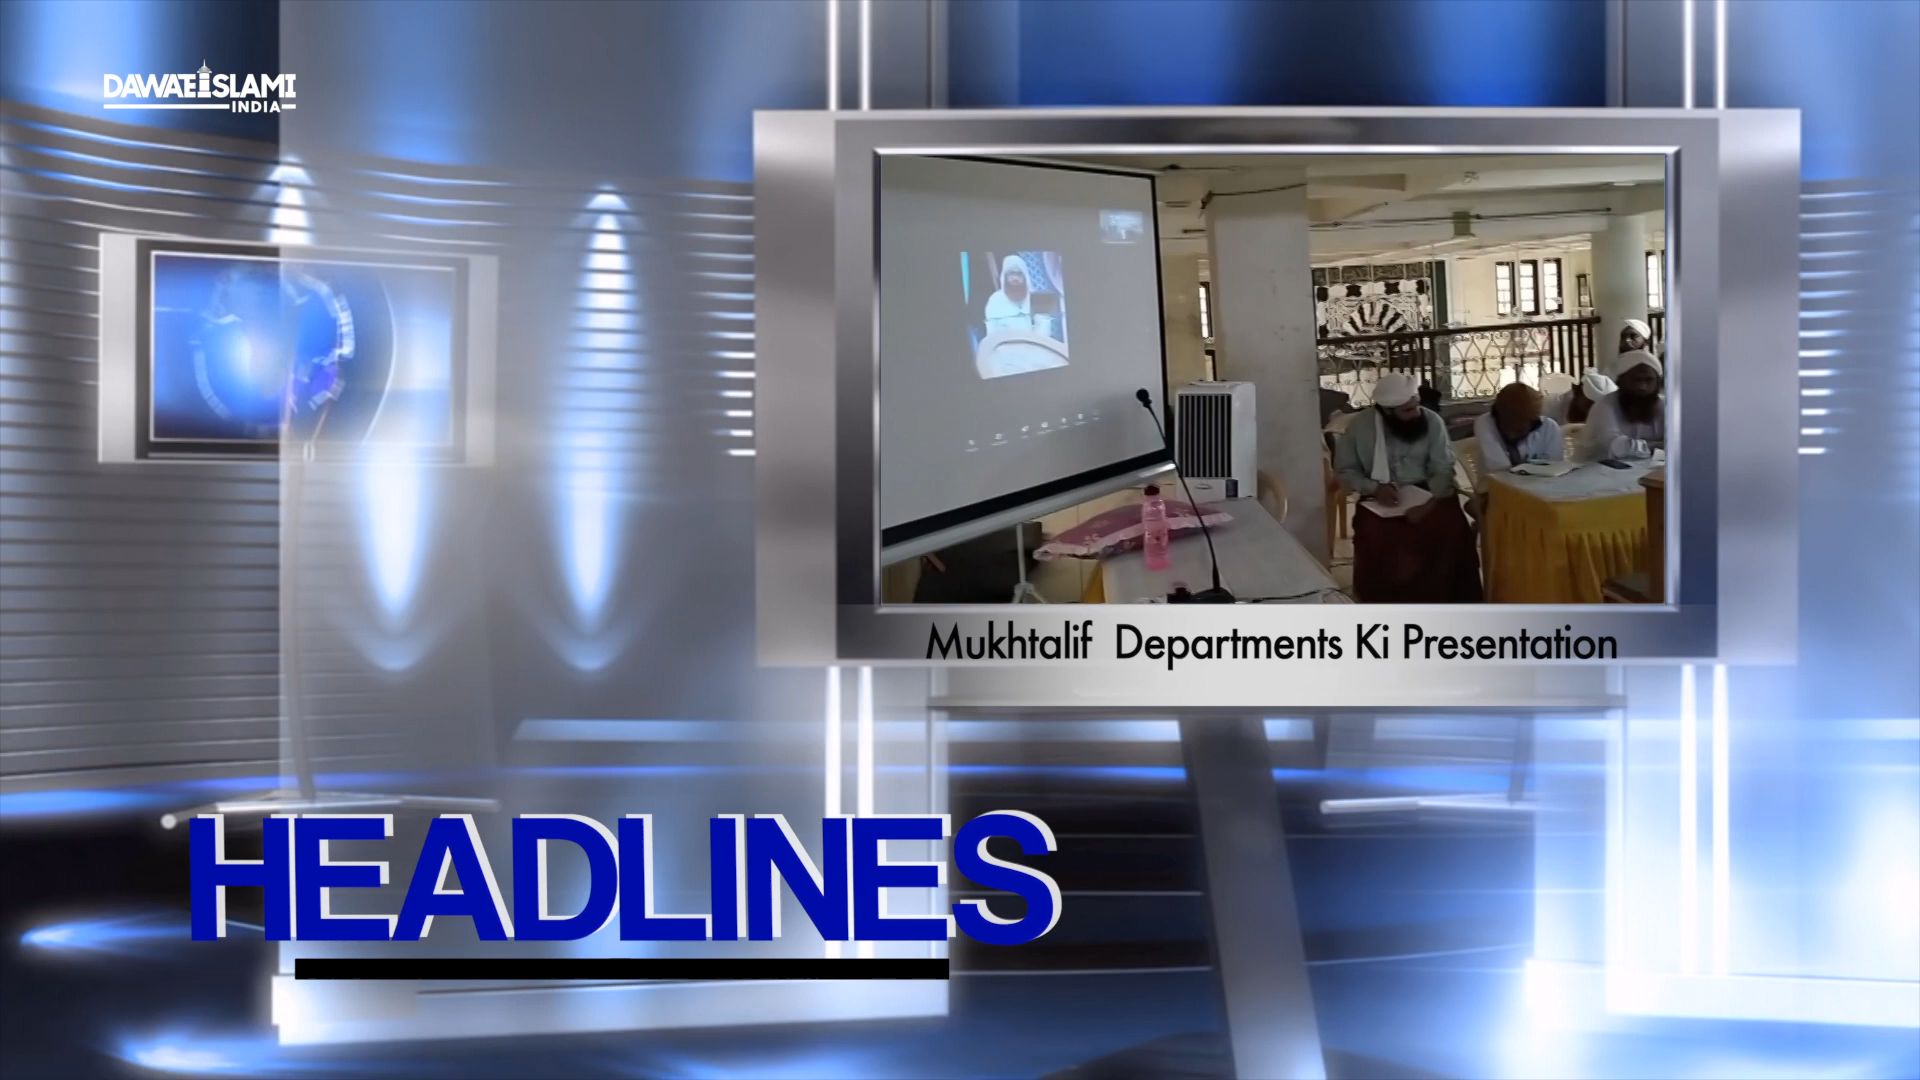 DAWATEISLAMI
INDIA
Mukhtalif Departments Ki Presentation
HEADLINES